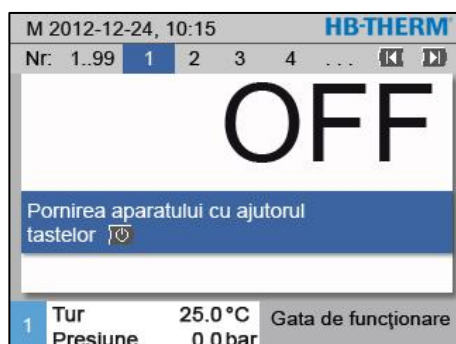 M 2012-12-24, 10:15 HB-THERM
Nr: 1..99 1 2 3 4 ...
OFF
Pornirea aparatului cu ajutorul
tastelor
1 Tur 25.0 °C Gata de funcţionare
Presiune 0.0 bar